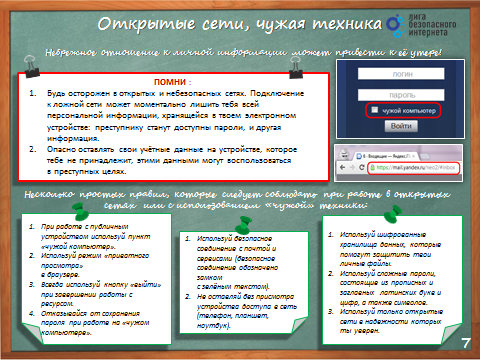 Открытые сети, чужая техника
лига
безопасного
интернета
Небрежное отношение к личной информации может привести к её утере!
ПОМНИ :
1. Будь осторожен в открытых и небезопасных сетях. Подключение
к ложной сети может моментально лишить тебя всей
персональной информации, хранящейся в твоем электронном
устройстве: преступнику станут доступны пароли, и другая
информация.
2. Опасно оставлять свои учётные данные на устройстве, которое
тебе не принадлежит, этими данными могут воспользоваться
в преступных целях.
логин
пароль
чужой компьютер
Войти
https://mail.yandex.ru/neo2/#inbox
Несколько простых правил, которые следует соблюдать при работе в открытых
сетях или с использованием «чужой» техники:
1. При работе с публичным
устройством используй пункт
«чужой компьютер».
2. Используй режим «приватного
просмотра»
в браузере.
3. Всегда используй кнопку «выйти»
при завершении работы с
ресурсом.
4. Отказывайся от сохранения
пароля при работе на «чужом
компьютере».
1. Используй безопасное
соединение с почтой и
сервисами (безопасное
соединение обозначено
замком
с зелёным текстом).
2. Не оставляй без присмотра
устройства доступа в сеть
(телефон, планшет,
ноутбук).
1. Используй шифрованные
хранилища данных, которые
помогут защитить твои
личные файлы.
2. Используй сложные пароли,
состоящие из прописных и
заглавных латинских букв и
цифр, а также символов.
3. Используй только открытые
сети в надежности которых
ты уверен.
7